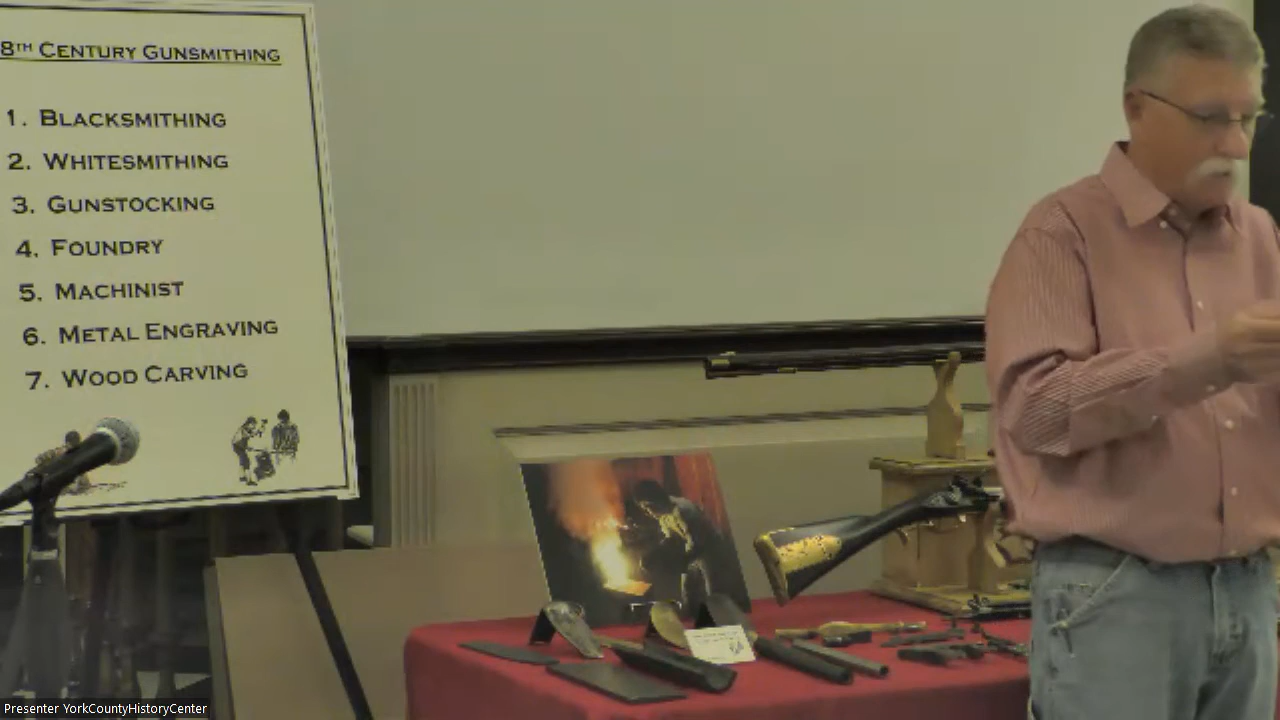 8TH CENTURY GUNSMITHING
1. BLACKSMITHING
2. WHITESMITHING
3. GUNSTOCKING
4. FOUNDRY
5. MACHINIST
6. METAL ENGRAVING
7. WOOD CARVING
Presenter YorkCountyHistoryCenter